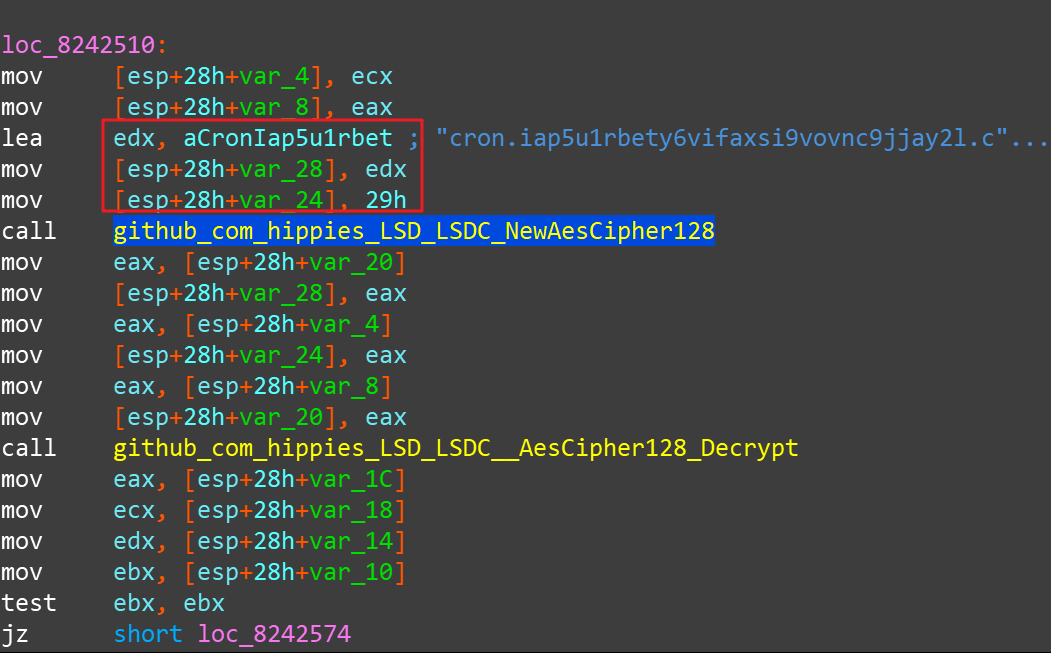 loc_8242510:
mov [esp+28h+var_4], ecx
mov [esp+28h+var_8], eax
lea edx, aCronIap5u1rbet ; "cron.iap5u1rbety6vifaxsi9vovnc9jjay2l.c"...
mov [esp+28h+var_28], edx
mov [esp+28h+var_24], 29h
call github_com_hippies_LSD_LSDC_NewAesCipher128
mov eax, [esp+28h+var_20]
mov [esp+28h+var_28], eax
mov eax, [esp+28h+var_4]
mov [esp+28h+var_24], eax
mov eax, [esp+28h+var_8]
mov [esp+28h+var_20], eax
call github_com_hippies_LSD_LSDC__AesCipher128_Decrypt
mov eax, [esp+28h+var_1C]
mov ecx, [esp+28h+var_18]
mov edx, [esp+28h+var_14]
mov ebx, [esp+28h+var_10]
test ebx, ebx
jz short loc_8242574